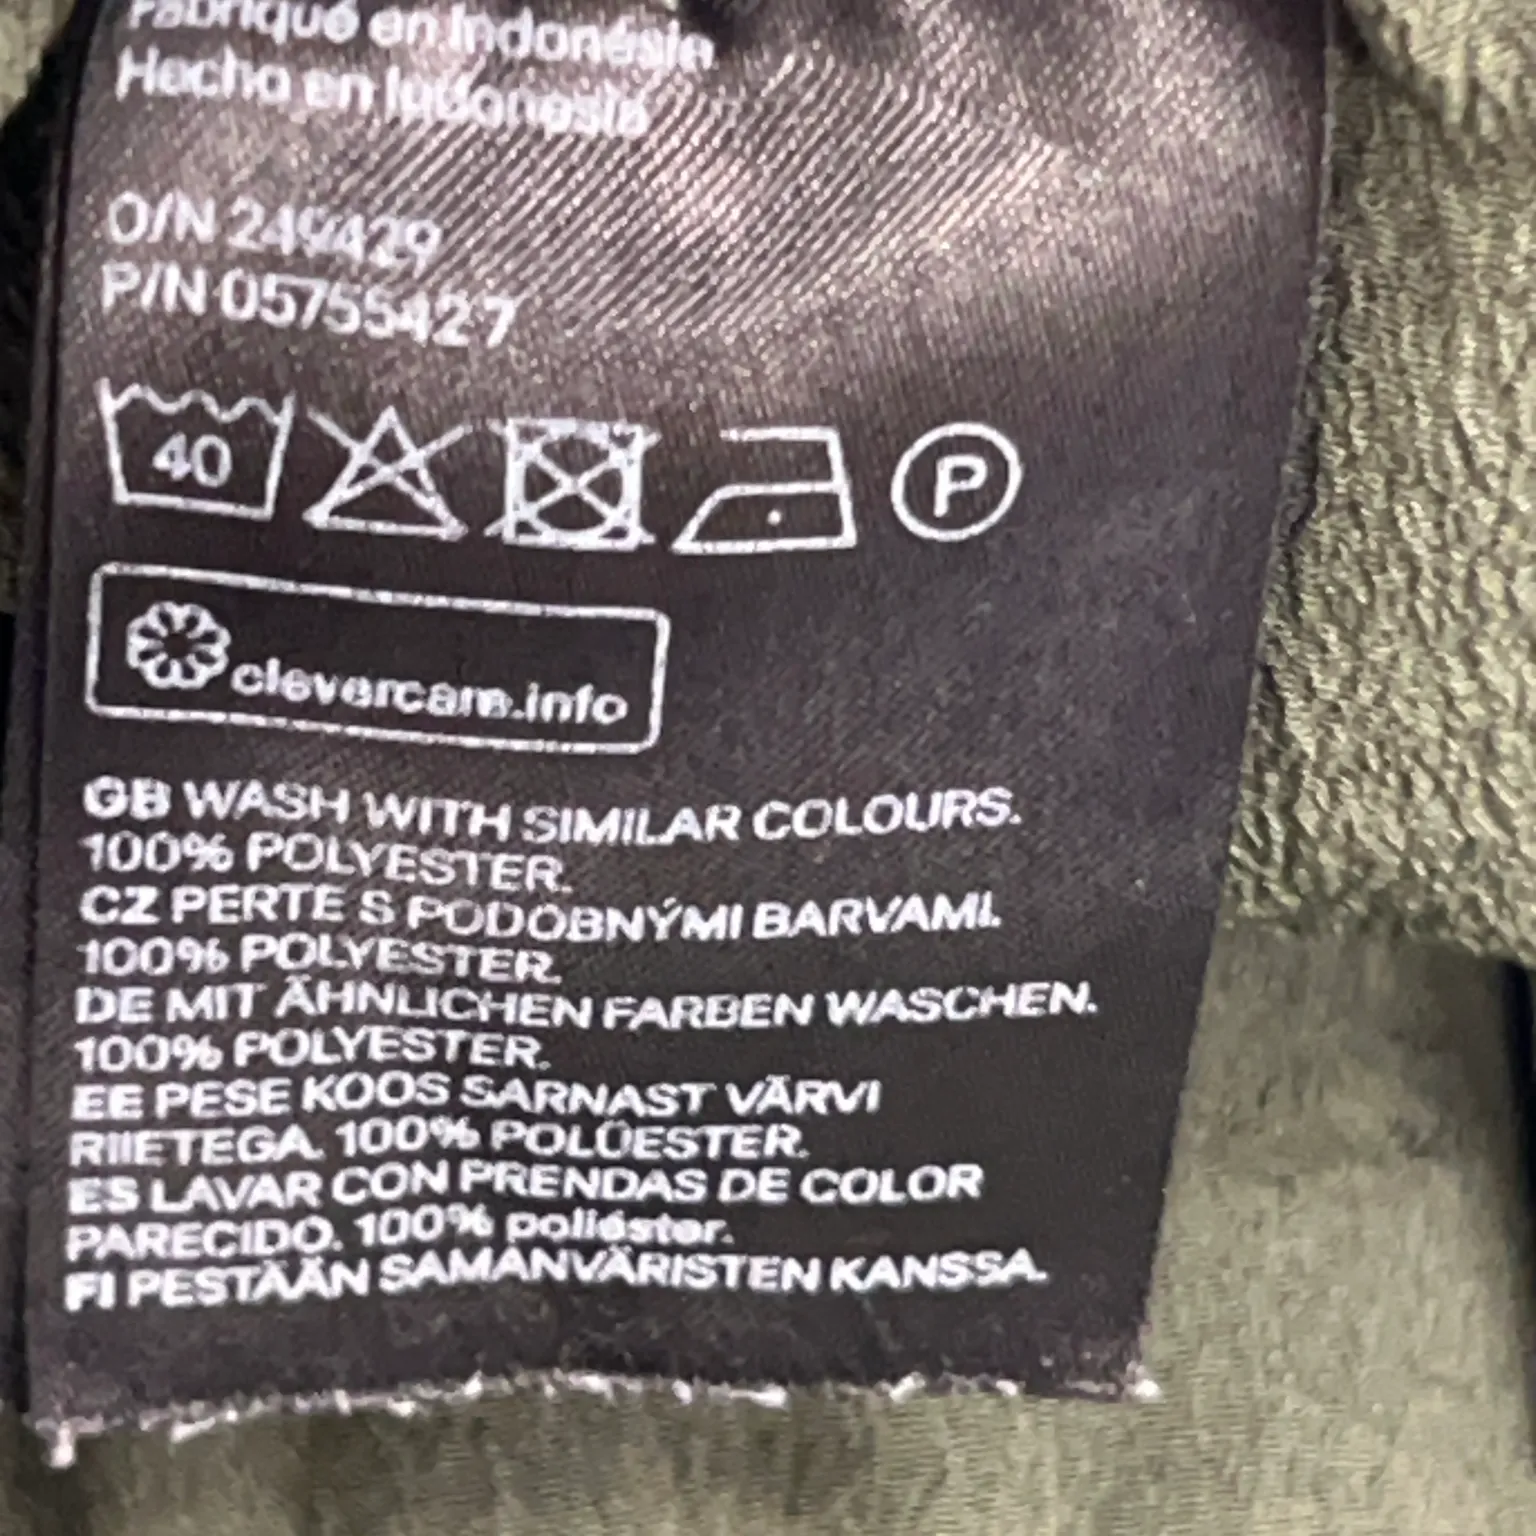 Fabriqué en Indonésie
Hecho en Indonesia
O/N 249429
P/N 05755427
40
P
clevercare.info
GB WASH WITH SIMILAR COLOURS.
100% POLYESTER.
CZ PERTE S PODOBNÝMI BARVAMI.
100% POLYESTER.
DE MIT ÄHNLICHEN FARBEN WASCHEN.
100% POLYESTER.
EE PESE KOOS SARNAST VÄRVI
RIIETEGA. 100% POLÜESTER.
ES LAVAR CON PRENDAS DE COLOR
PARECIDO. 100% poliéster.
FI PESTÄÄN SAMANVÄRISTEN KANSSA.